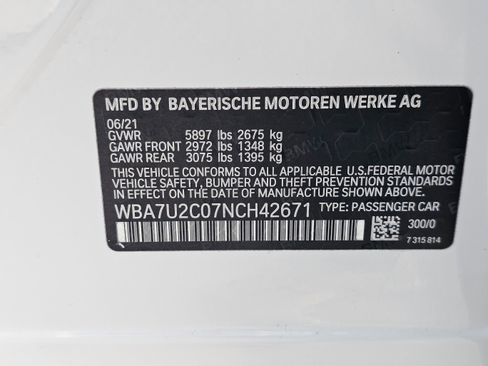 MFD BY BAYERISCHE MOTOREN WERKE AG
06/21
GVWR 5897 lbs 2675 kg
GAWR FRONT 2972 lbs 1348 kg
GAWR REAR 3075 lbs 1395 kg
THIS VEHICLE CONFORMS TO ALL APPLICABLE U.S.FEDERAL MOTOR
VEHICLE SAFETY, BUMPER AND THEFT PREVENTION STANDARDS
IN EFFECT ON THE DATE OF MANUFACTURE SHOWN ABOVE.
WBA7U2C07NCH42671 TYPE: PASSENGER CAR
300/0
7 315 814